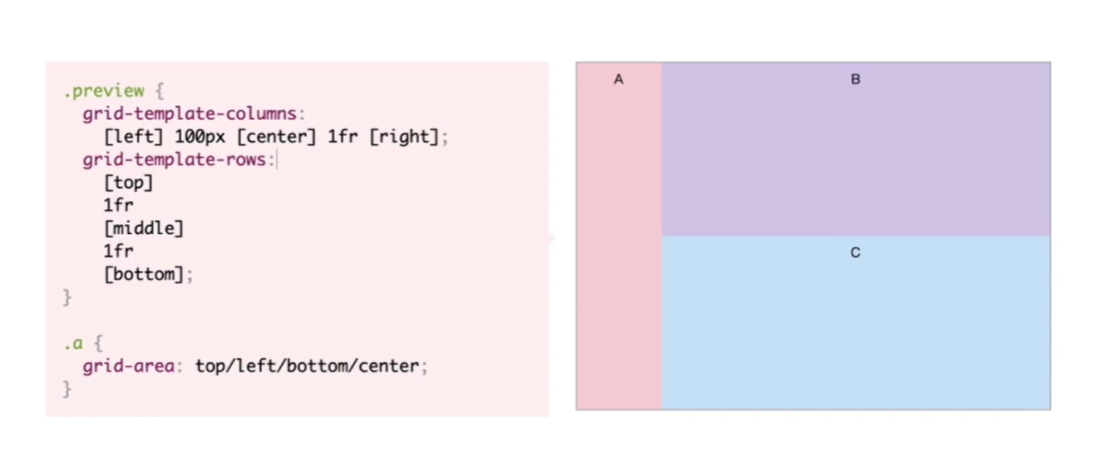 .preview {
grid-template-columns:
[left] 100px [center] 1fr [right];
grid-template-rows:
[top]
1fr
[middle]
1fr
[bottom];
}
.a {
grid-area: top/left/bottom/center;
}
A
B
C